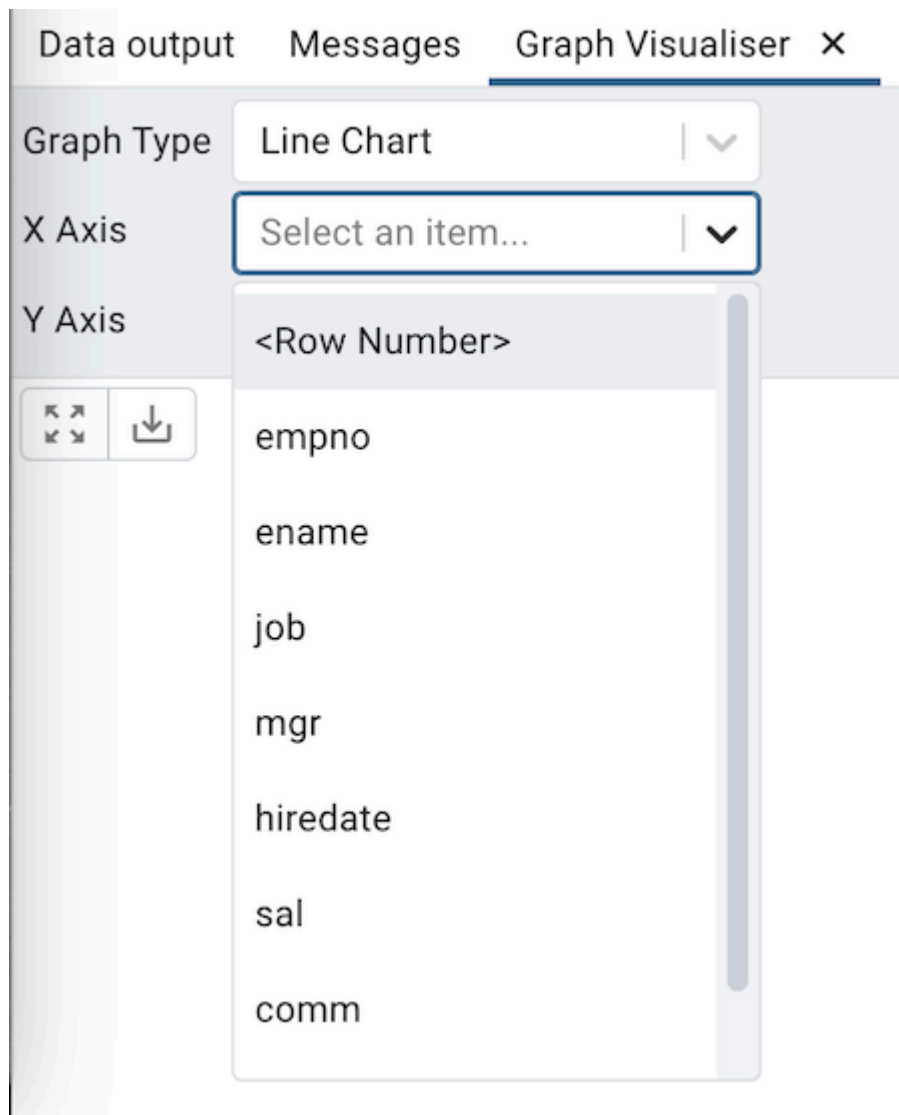 Data output Messages Graph Visualiser ×
Graph Type Line Chart
X Axis Select an item...
Y Axis
<Row Number>
empno
ename
job
mgr
hiredate
sal
comm